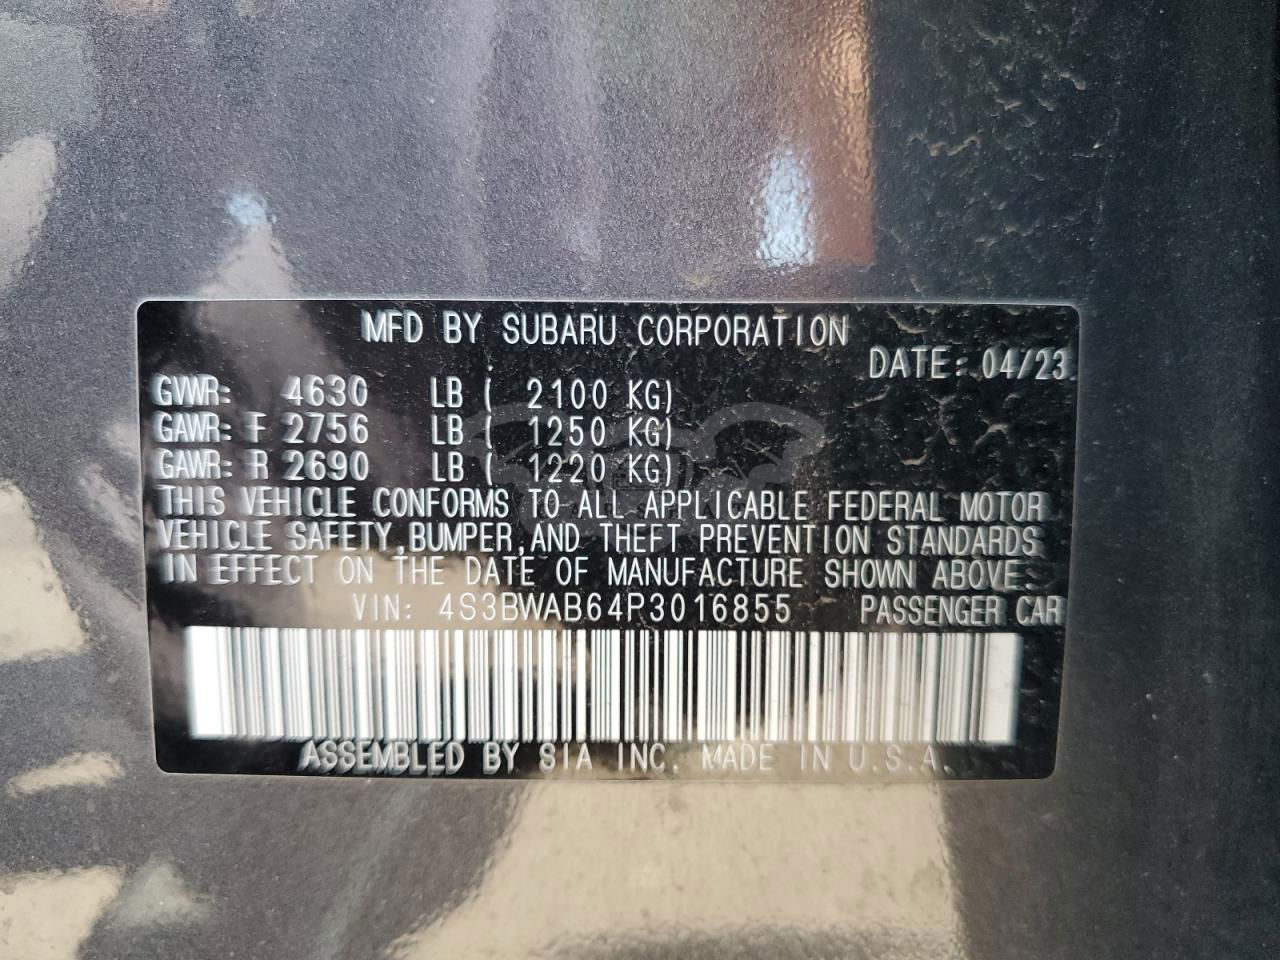 MFD BY SUBARU CORPORATION
DATE: 04/23
GVWR: 4630 LB ( 2100 KG)
GAWR: F 2756 LB ( 1250 KG)
GAWR: R 2690 LB ( 1220 KG)
THIS VEHICLE CONFORMS TO ALL APPLICABLE FEDERAL MOTOR
VEHICLE SAFETY, BUMPER, AND THEFT PREVENTION STANDARDS
IN EFFECT ON THE DATE OF MANUFACTURE SHOWN ABOVE.
VIN: 4S3BWAB64P3016855 PASSENGER CAR
ASSEMBLED BY SIA INC. MADE IN U.S.A.